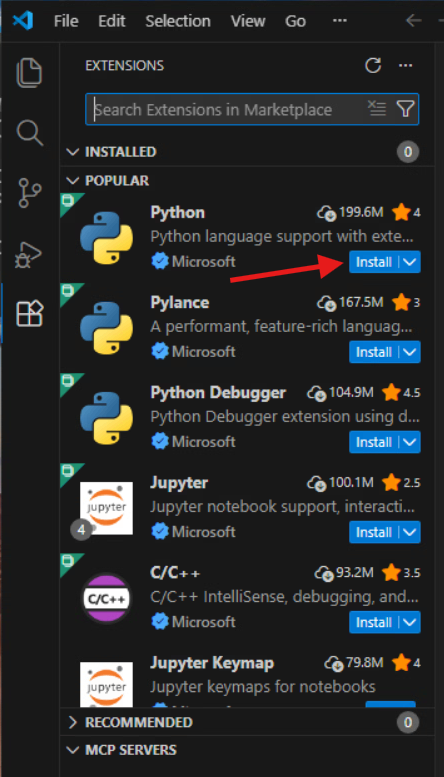 File Edit Selection View Go ...
EXTENSIONS
Search Extensions in Marketplace
INSTALLED 0
POPULAR
Python 199.6M 4
Python language support with exte...
Microsoft Install
Pylance 167.5M 3
A performant, feature-rich languag...
Microsoft Install
Python Debugger 104.9M 4.5
Python Debugger extension using d...
Microsoft Install
Jupyter 100.1M 2.5
jupyter
Jupyter notebook support, interacti...
4 Microsoft Install
C/C++ 93.2M 3.5
C/C++ C/C++ IntelliSense, debugging, and...
Microsoft Install
Jupyter Keymap 79.8M 4
jupyter Jupyter keymaps for notebooks
RECOMMENDED 0
MCP SERVERS